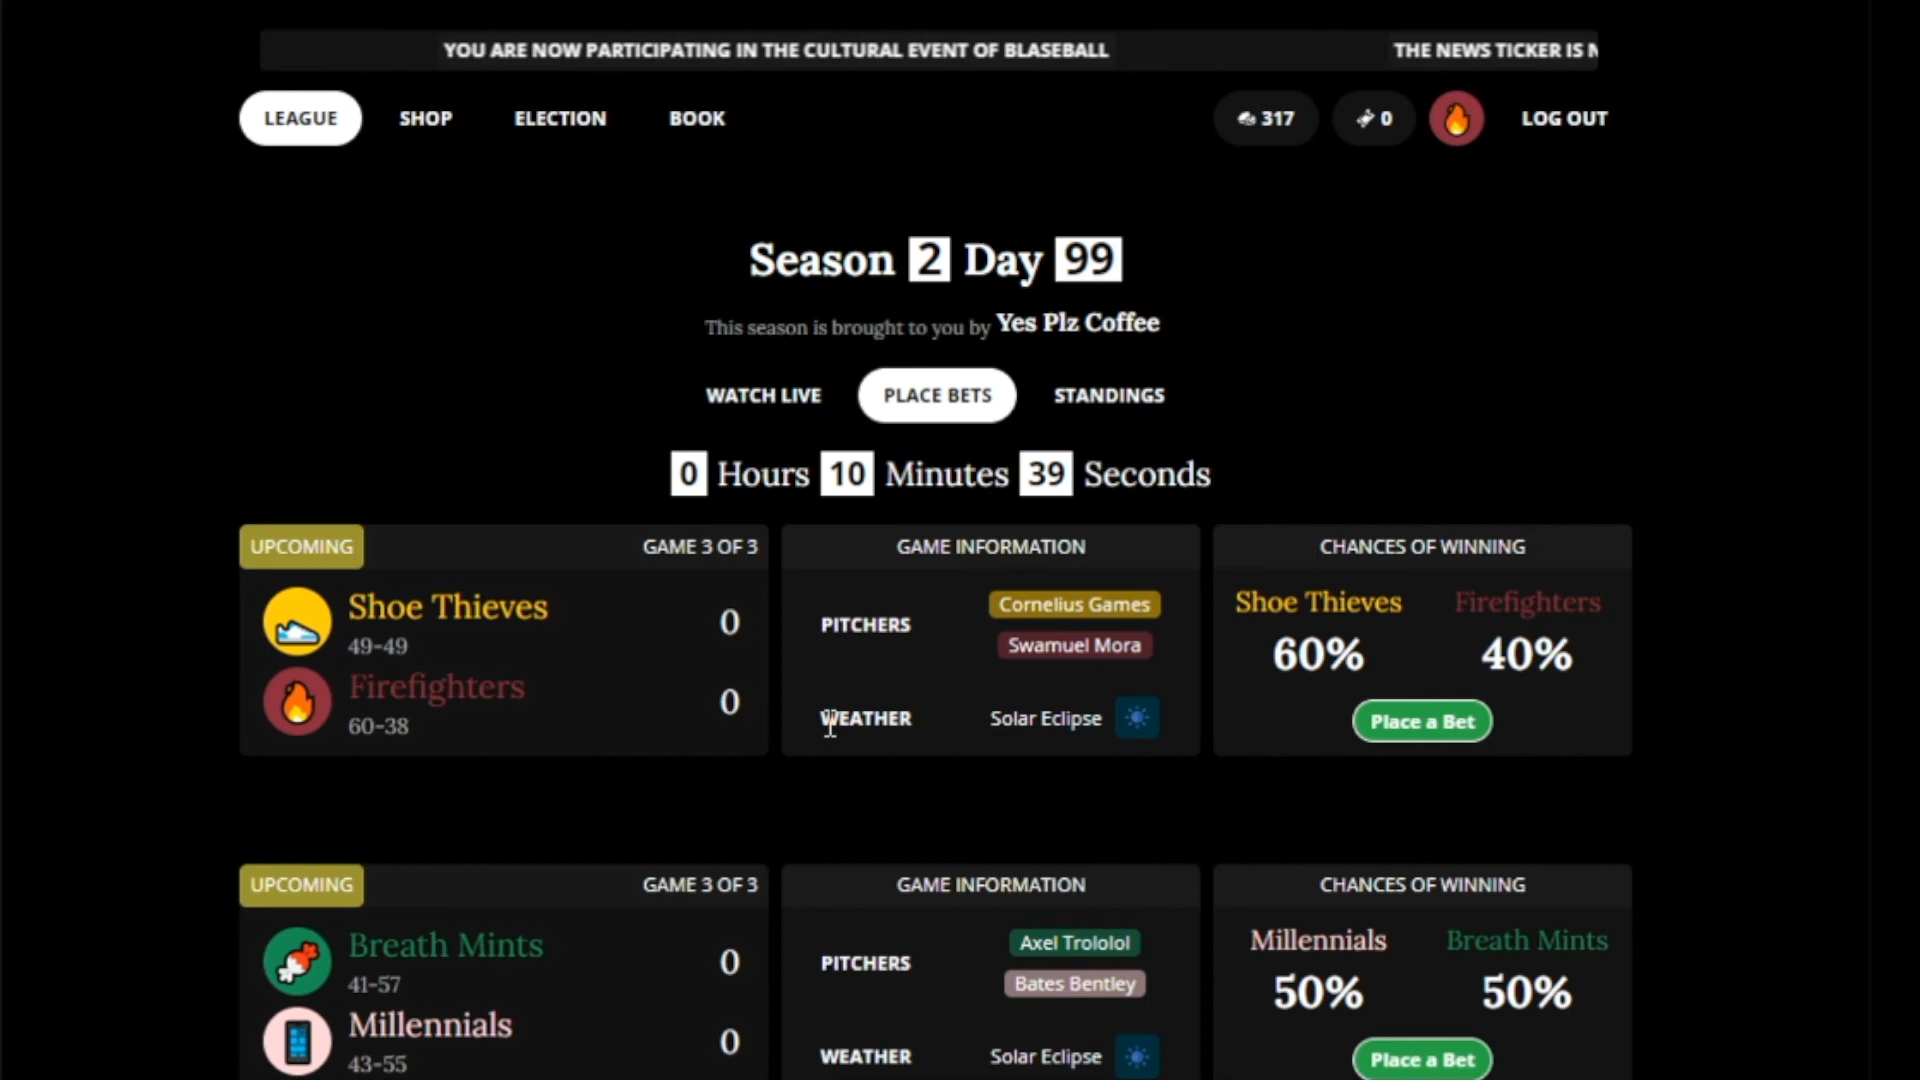 YOU ARE NOW PARTICIPATING IN THE CULTURAL EVENT OF BLASEBALL THE NEWS TICKER IS N
LEAGUE SHOP ELECTION BOOK 317 0 LOG OUT
Season 2 Day 99
This season is brought to you by Yes Plz Coffee
WATCH LIVE PLACE BETS STANDINGS
0 Hours 10 Minutes 39 Seconds
UPCOMING GAME 3 OF 3
Shoe Thieves 0
49-49
Firefighters 0
60-38
GAME INFORMATION
PITCHERS
Cornelius Games
Swamuel Mora
WEATHER Solar Eclipse
CHANCES OF WINNING
Shoe Thieves Firefighters
60% 40%
Place a Bet
UPCOMING GAME 3 OF 3
Breath Mints 0
41-57
Millennials 0
43-55
GAME INFORMATION
PITCHERS
Axel Trololol
Bates Bentley
WEATHER Solar Eclipse
CHANCES OF WINNING
Millennials Breath Mints
50% 50%
Place a Bet